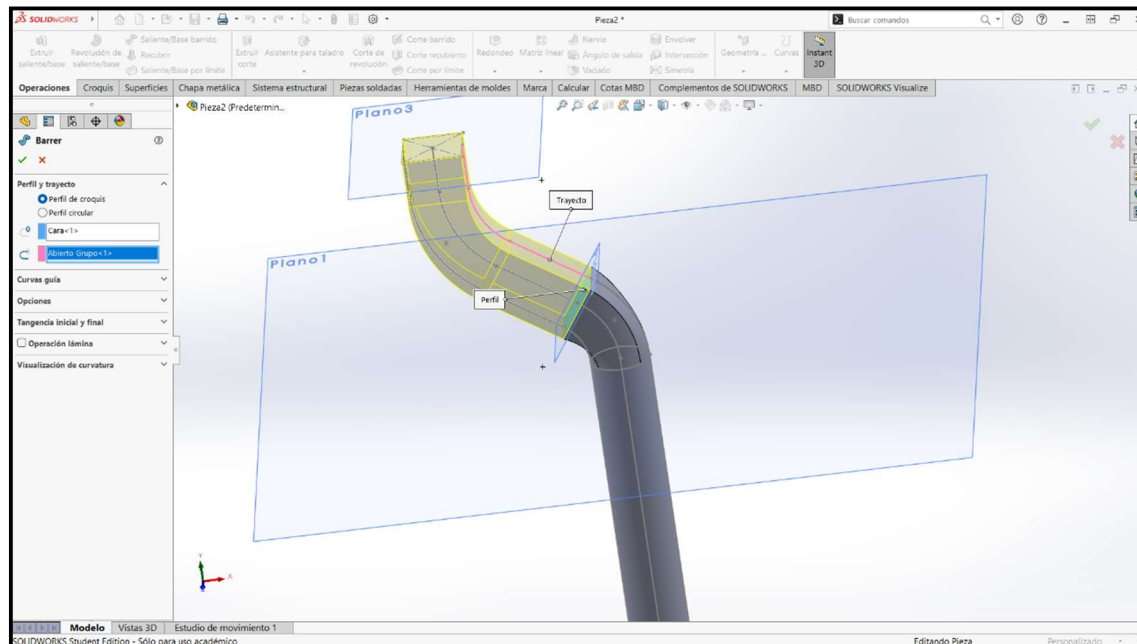 SOLIDWORKS
Pieza2 *
Buscar comandos
Extruir saliente/base
Revolución de saliente/base
Saliente/Base barrido
Recubrir
Saliente/Base por límite
Extruir corte
Asistente para taladro
Corte de revolución
Corte barrido
Corte recubierto
Corte por límite
Redondeo
Matriz lineal
Nervio
Ángulo de salida
Vaciado
Envolver
Intersección
Simetría
Geometría ...
Curvas
Instant 3D
Operaciones Croquis Superficies Chapa metálica Sistema estructural Piezas soldadas Herramientas de moldes Marca Calcular Cotas MBD Complementos de SOLIDWORKS MBD SOLIDWORKS Visualize
Pieza2 (Predetermin...
Barrer
Perfil y trayecto
Perfil de croquis
Perfil circular
Cara<1>
Abierto Grupo<1>
Curvas guía
Opciones
Tangencia inicial y final
Operación lámina
Visualización de curvatura
Plano3
Trayecto
Plano1
Perfil
Y
X
Modelo Vistas 3D Estudio de movimiento 1
SOLIDWORKS Student Edition - Sólo para uso académico
Editando Pieza
Personalizado